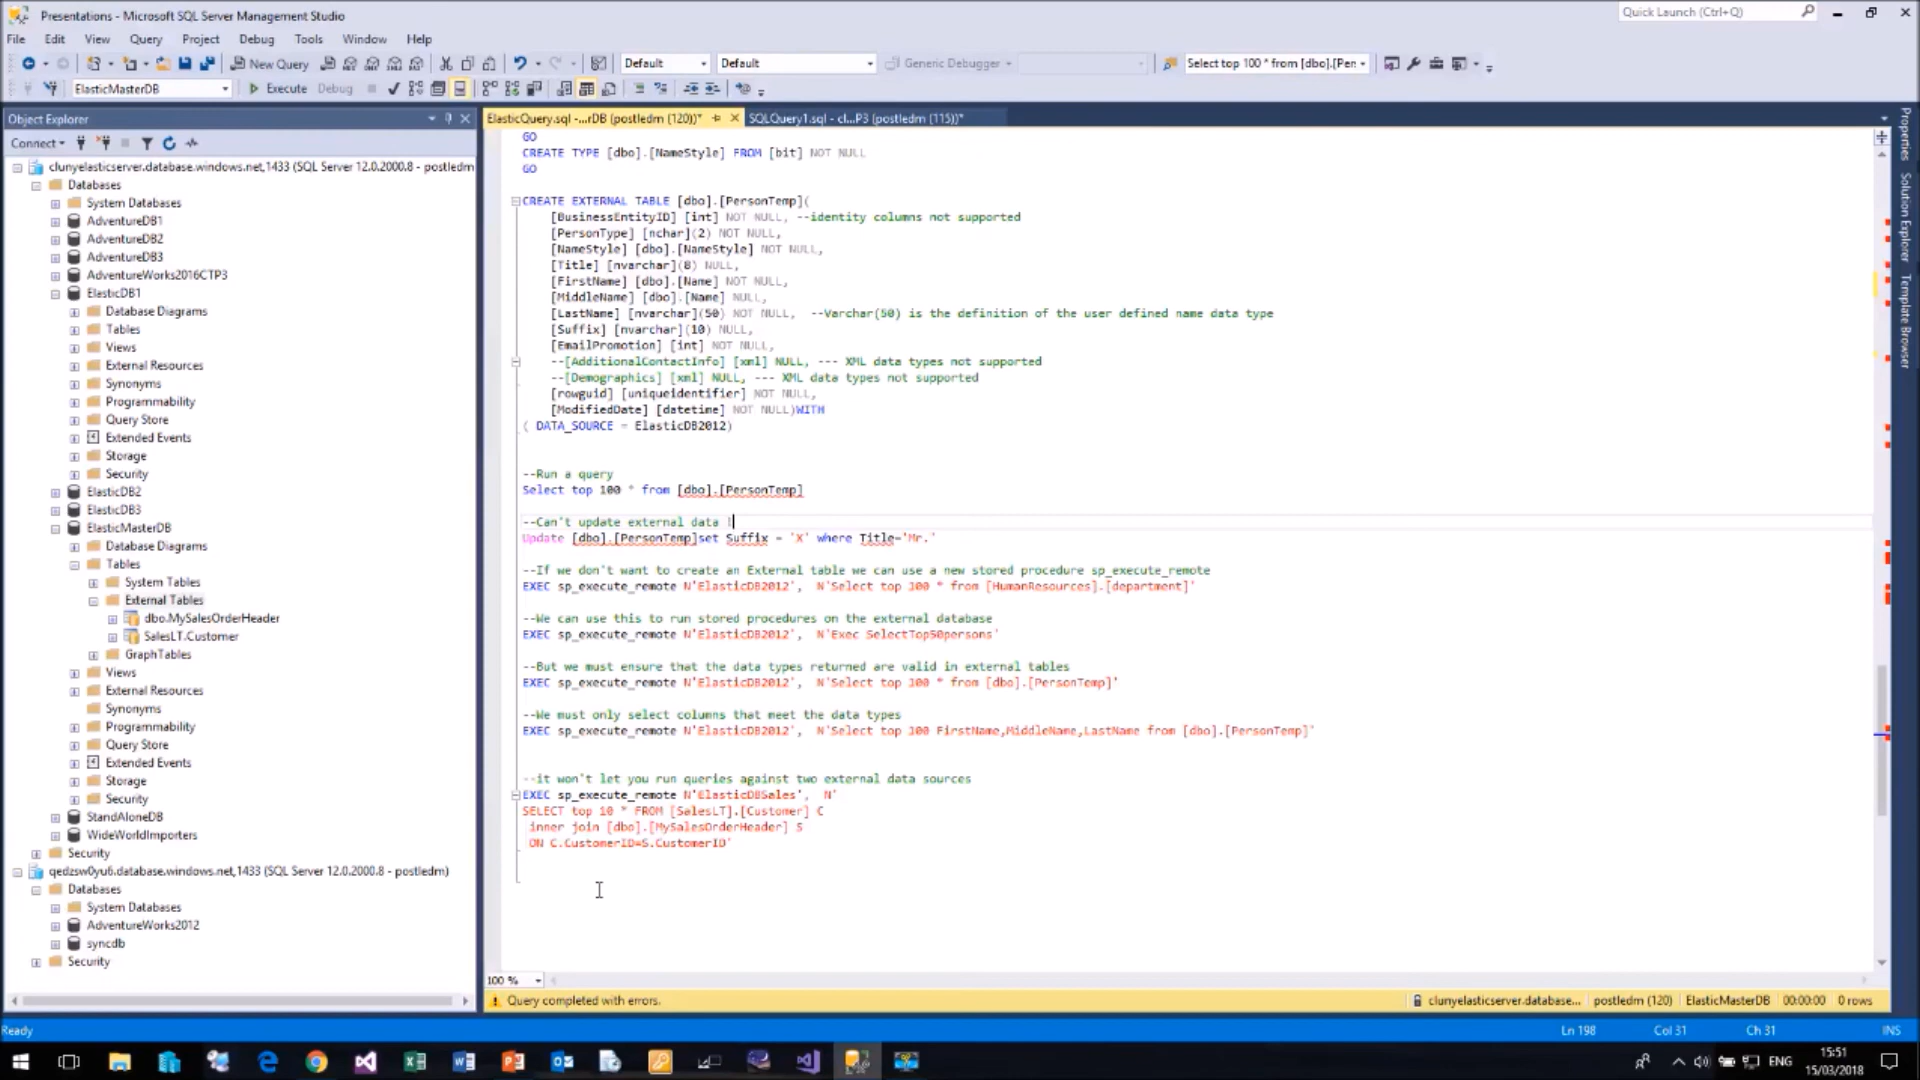 Presentations - Microsoft SQL Server Management Studio
Quick Launch (Ctrl+Q)
File Edit View Query Project Debug Tools Window Help
New Query Default Default Generic Debugger Select top 100 * from [dbo].[Per
ElasticMasterDB Execute Debug
Object Explorer
Connect
clunyelasticserver.database.windows.net,1433 (SQL Server 12.0.2000.8 - postledm
Databases
System Databases
AdventureDB1
AdventureDB2
AdventureDB3
AdventureWorks2016CTP3
ElasticDB1
Database Diagrams
Tables
Views
External Resources
Synonyms
Programmability
Query Store
Extended Events
Storage
Security
ElasticDB2
ElasticDB3
ElasticMasterDB
Database Diagrams
Tables
System Tables
External Tables
dbo.MySalesOrderHeader
SalesLT.Customer
GraphTables
Views
External Resources
Synonyms
Programmability
Query Store
Extended Events
Storage
Security
StandAloneDB
WideWorldImporters
Security
qedzsw0yu6.database.windows.net,1433 (SQL Server 12.0.2000.8 - postledm)
Databases
System Databases
AdventureWorks2012
syncdb
Security
ElasticQuery.sql -...rDB (postledm (120))* SQLQuery1.sql - cl...P3 (postledm (115))*
GO
CREATE TYPE [dbo].[NameStyle] FROM [bit] NOT NULL
GO
CREATE EXTERNAL TABLE [dbo].[PersonTemp](
[BusinessEntityID] [int] NOT NULL, --identity columns not supported
[PersonType] [nchar](2) NOT NULL,
[NameStyle] [dbo].[NameStyle] NOT NULL,
[Title] [nvarchar](8) NULL,
[FirstName] [dbo].[Name] NOT NULL,
[MiddleName] [dbo].[Name] NULL,
[LastName] [nvarchar](50) NOT NULL, --Varchar(50) is the definition of the user defined name data type
[Suffix] [nvarchar](10) NULL,
[EmailPromotion] [int] NOT NULL,
--[AdditionalContactInfo] [xml] NULL, --- XML data types not supported
--[Demographics] [xml] NULL, --- XML data types not supported
[rowguid] [uniqueidentifier] NOT NULL,
[ModifiedDate] [datetime] NOT NULL)WITH
( DATA_SOURCE = ElasticDB2012)
--Run a query
Select top 100 * from [dbo].[PersonTemp]
--Can't update external data !
Update [dbo].[PersonTemp]set Suffix = 'X' where Title='Mr.'
--If we don't want to create an External table we can use a new stored procedure sp_execute_remote
EXEC sp_execute_remote N'ElasticDB2012', N'Select top 100 * from [HumanResources].[department]'
--We can use this to run stored procedures on the external database
EXEC sp_execute_remote N'ElasticDB2012', N'Exec SelectTop50persons'
--But we must ensure that the data types returned are valid in external tables
EXEC sp_execute_remote N'ElasticDB2012', N'Select top 100 * from [dbo].[PersonTemp]'
--We must only select columns that meet the data types
EXEC sp_execute_remote N'ElasticDB2012', N'Select top 100 FirstName,MiddleName,LastName from [dbo].[PersonTemp]'
--it won't let you run queries against two external data sources
EXEC sp_execute_remote N'ElasticDBSales', N'
SELECT top 10 * FROM [SalesLT].[Customer] C
inner join [dbo].[MySalesOrderHeader] S
ON C.CustomerID=S.CustomerID'
100 %
Query completed with errors. clunyelasticserver.database... postledm (120) ElasticMasterDB 00:00:00 0 rows
Properties
Solution Explorer
Template Browser
Ready Ln 198 Col 31 Ch 31 INS
ENG 15:51
15/03/2018